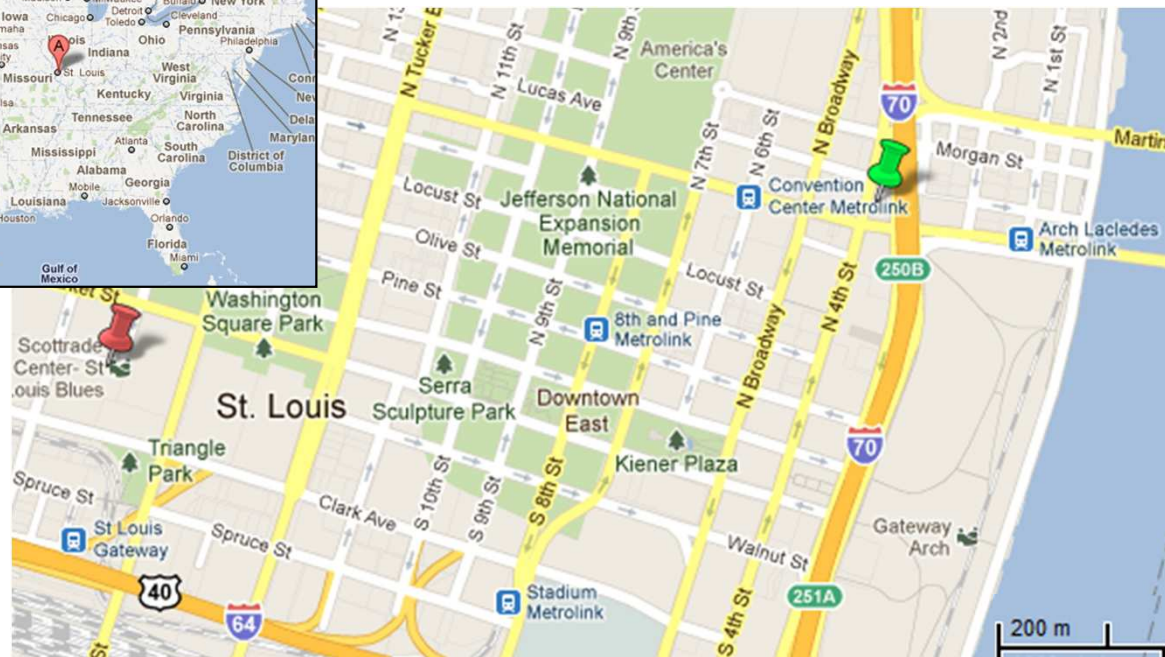 Iowa
Chicago
Detroit
Toledo
Cleveland
New York
Pennsylvania
Ohio
Philadelphia
Indiana
A
Missouri
St. Louis
West
Virginia
Kentucky
Virginia
Tennessee
North
Carolina
Arkansas
Atlanta
South
Carolina
Mississippi
Alabama
Georgia
District of
Columbia
Mobile
Louisiana
Jacksonville
Orlando
Florida
Miami
Gulf of
Mexico
N 11th St
N 9th St
America's
Center
N 2nd
N 1st St
Lucas Ave
N Broadway
70
Martin
N 7th St
N 6th St
Morgan St
Convention
Center Metrolink
Locust St
Jefferson National
Expansion
Memorial
Arch Lacledes
Metrolink
Olive St
Locust St
250B
Pine St
N 4th St
Washington
Square Park
N 9th St
8th and Pine
Metrolink
Scottrade
Center- St
Louis Blues
N Broadway
Serra
Sculpture Park
Downtown
East
St. Louis
70
Triangle
Park
Kiener Plaza
Spruce St
S 10th St
S 9th St
S 8th St
Clark Ave
Gateway
Arch
St Louis
Gateway
Spruce St
Walnut St
40
64
Stadium
Metrolink
251A
S 4th St
200 m